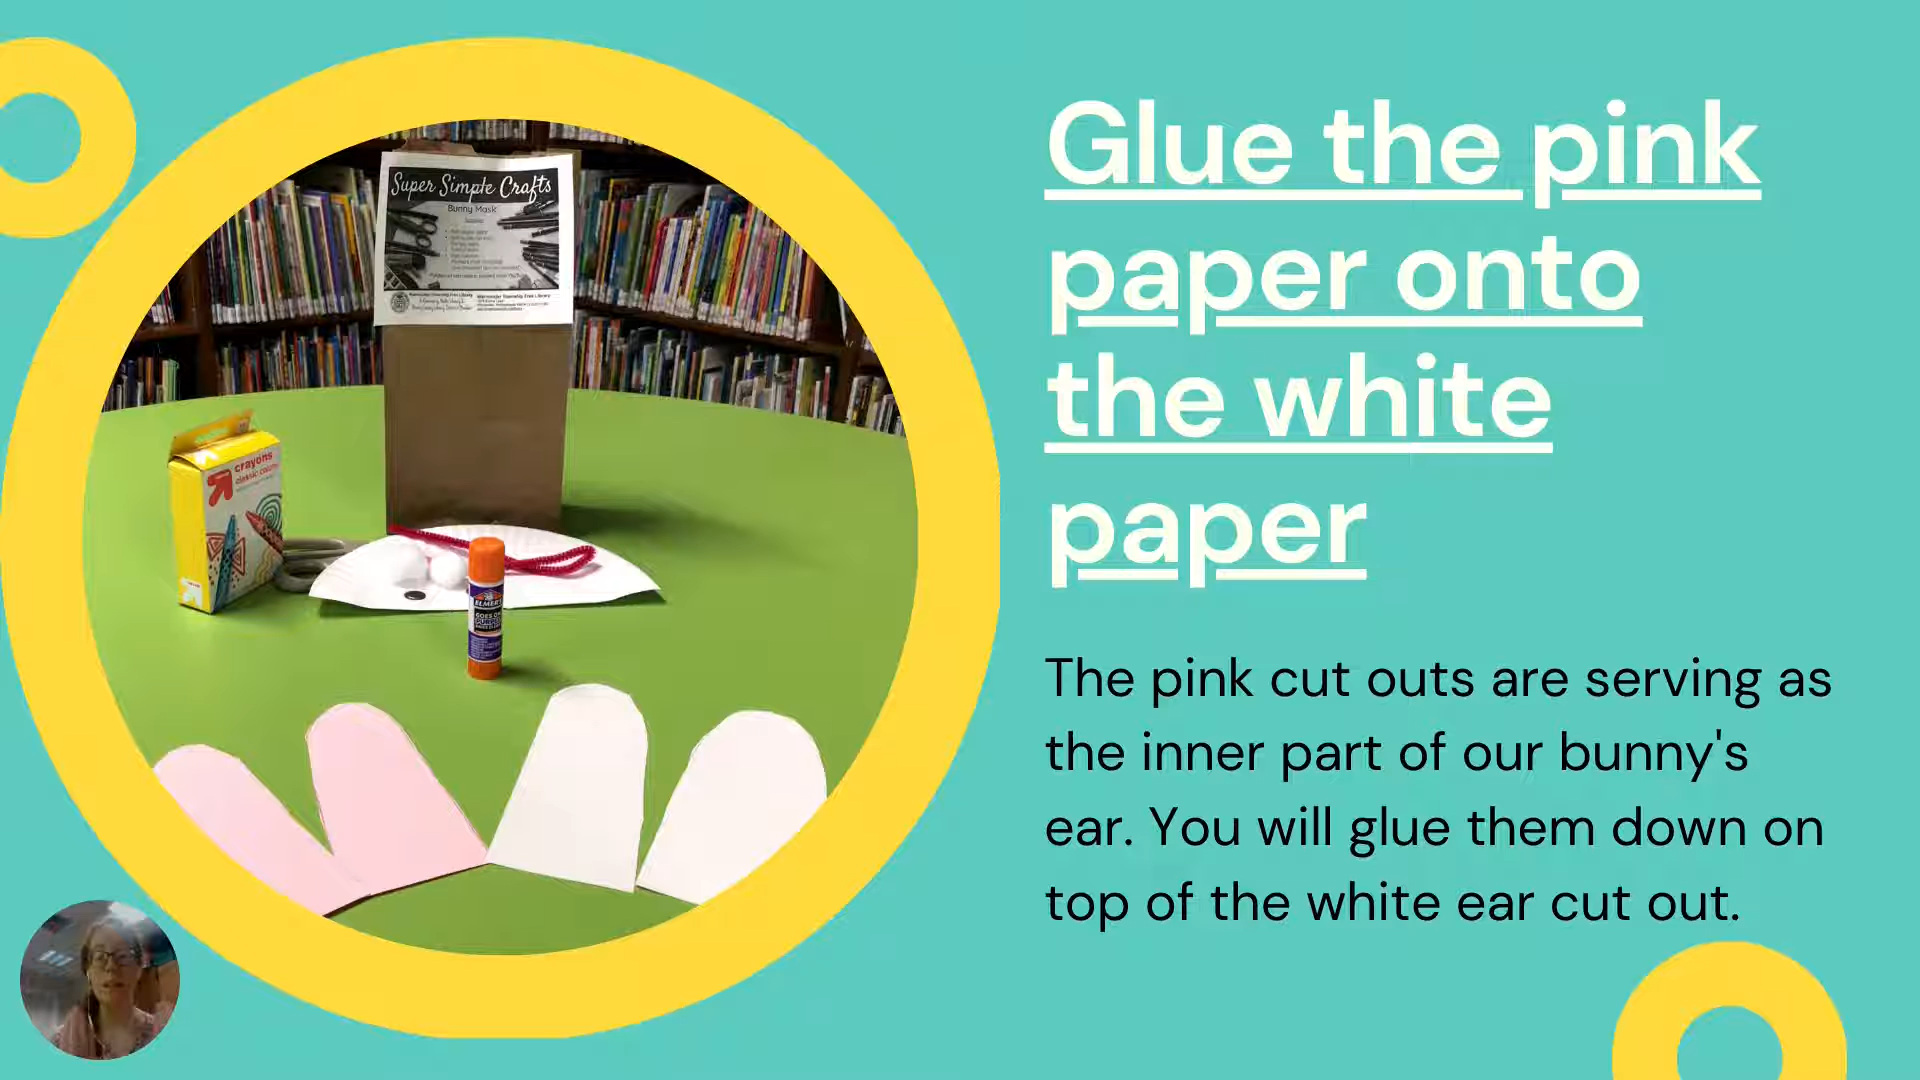 Glue the pink
paper onto
the white
paper
The pink cut outs are serving as
the inner part of our bunny's
ear. You will glue them down on
top of the white ear cut out.
Super Simple Crafts
Bunny Mask
crayons
classic colors
ELMER'S